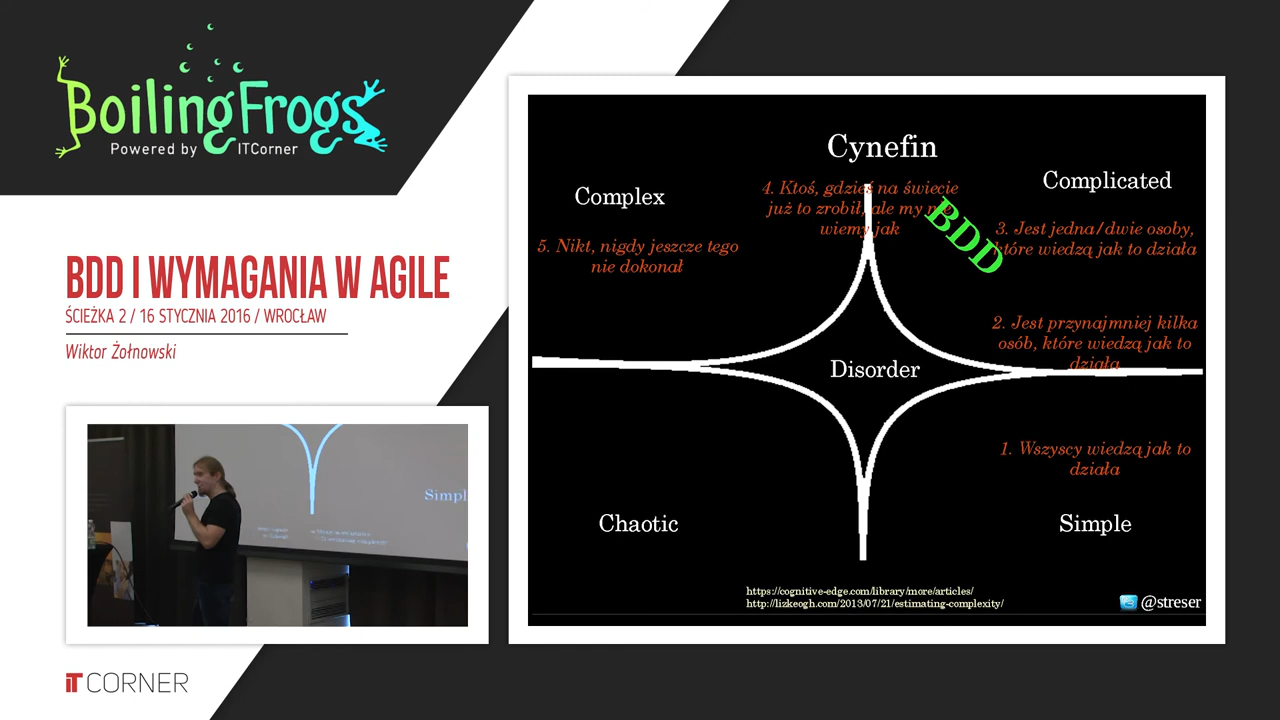 BoilingFrogs
Powered by ITCorner
BDD I WYMAGANIA W AGILE
ŚCIEŻKA 2 / 16 STYCZNIA 2016 / WROCŁAW
Wiktor Żołnowski
Simpl
IT CORNER
Cynefin
Complex
5. Nikt, nigdy jeszcze tego
nie dokonał
4. Ktoś, gdzieś na świecie
już to zrobił, ale my nie
wiemy jak
BDD
Complicated
3. Jest jedna/dwie osoby,
które wiedzą jak to działa
2. Jest przynajmniej kilka
osób, które wiedzą jak to
działa
Disorder
1. Wszyscy wiedzą jak to
działa
Chaotic
Simple
https://cognitive-edge.com/library/more/articles/
http://lizkeogh.com/2013/07/21/estimating-complexity/
@streser